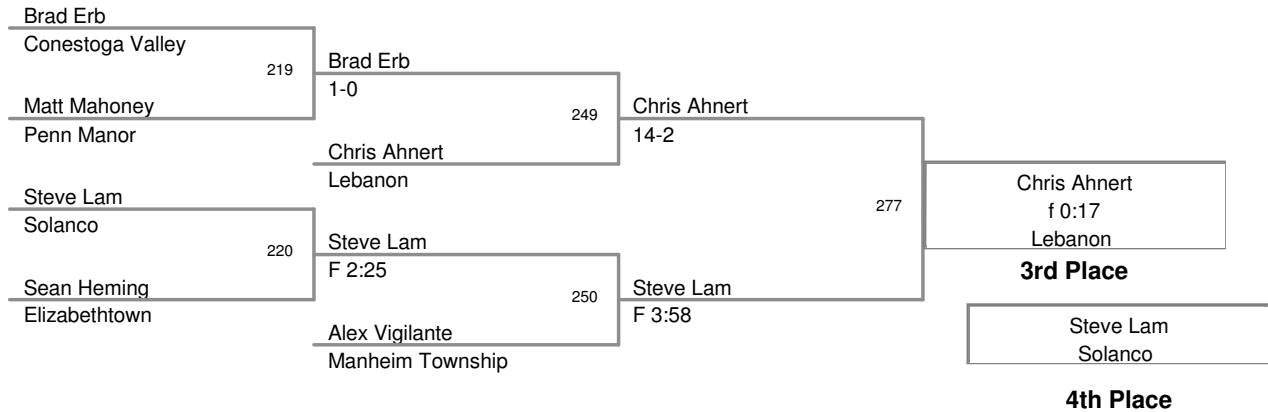 Brad Erb
Conestoga Valley
219
Matt Mahoney
Penn Manor
Steve Lam
Solanco
220
Sean Heming
Elizabethtown
Brad Erb
1-0
249
Chris Ahnert
Lebanon
Steve Lam
F 2:25
250
Alex Vigilante
Manheim Township
Chris Ahnert
14-2
277
Steve Lam
F 3:58
Chris Ahnert
f 0:17
Lebanon
3rd Place
Steve Lam
Solanco
4th Place